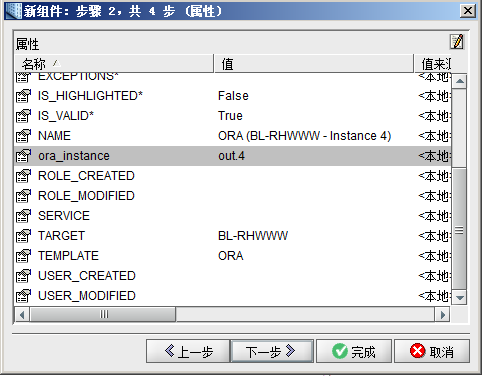 新组件: 步骤 2, 共 4 步 (属性)
属性
名称 值 值来源
EXCEPTIONS*
IS_HIGHLIGHTED* False <本地>
IS_VALID* True <本地>
NAME ORA (BL-RHWWW - Instance 4) <本地>
ora_instance out.4 <本地>
ROLE_CREATED <本地>
ROLE_MODIFIED <本地>
SERVICE <本地>
TARGET BL-RHWWW <本地>
TEMPLATE ORA <本地>
USER_CREATED <本地>
USER_MODIFIED <本地>
上一步 下一步 完成 取消